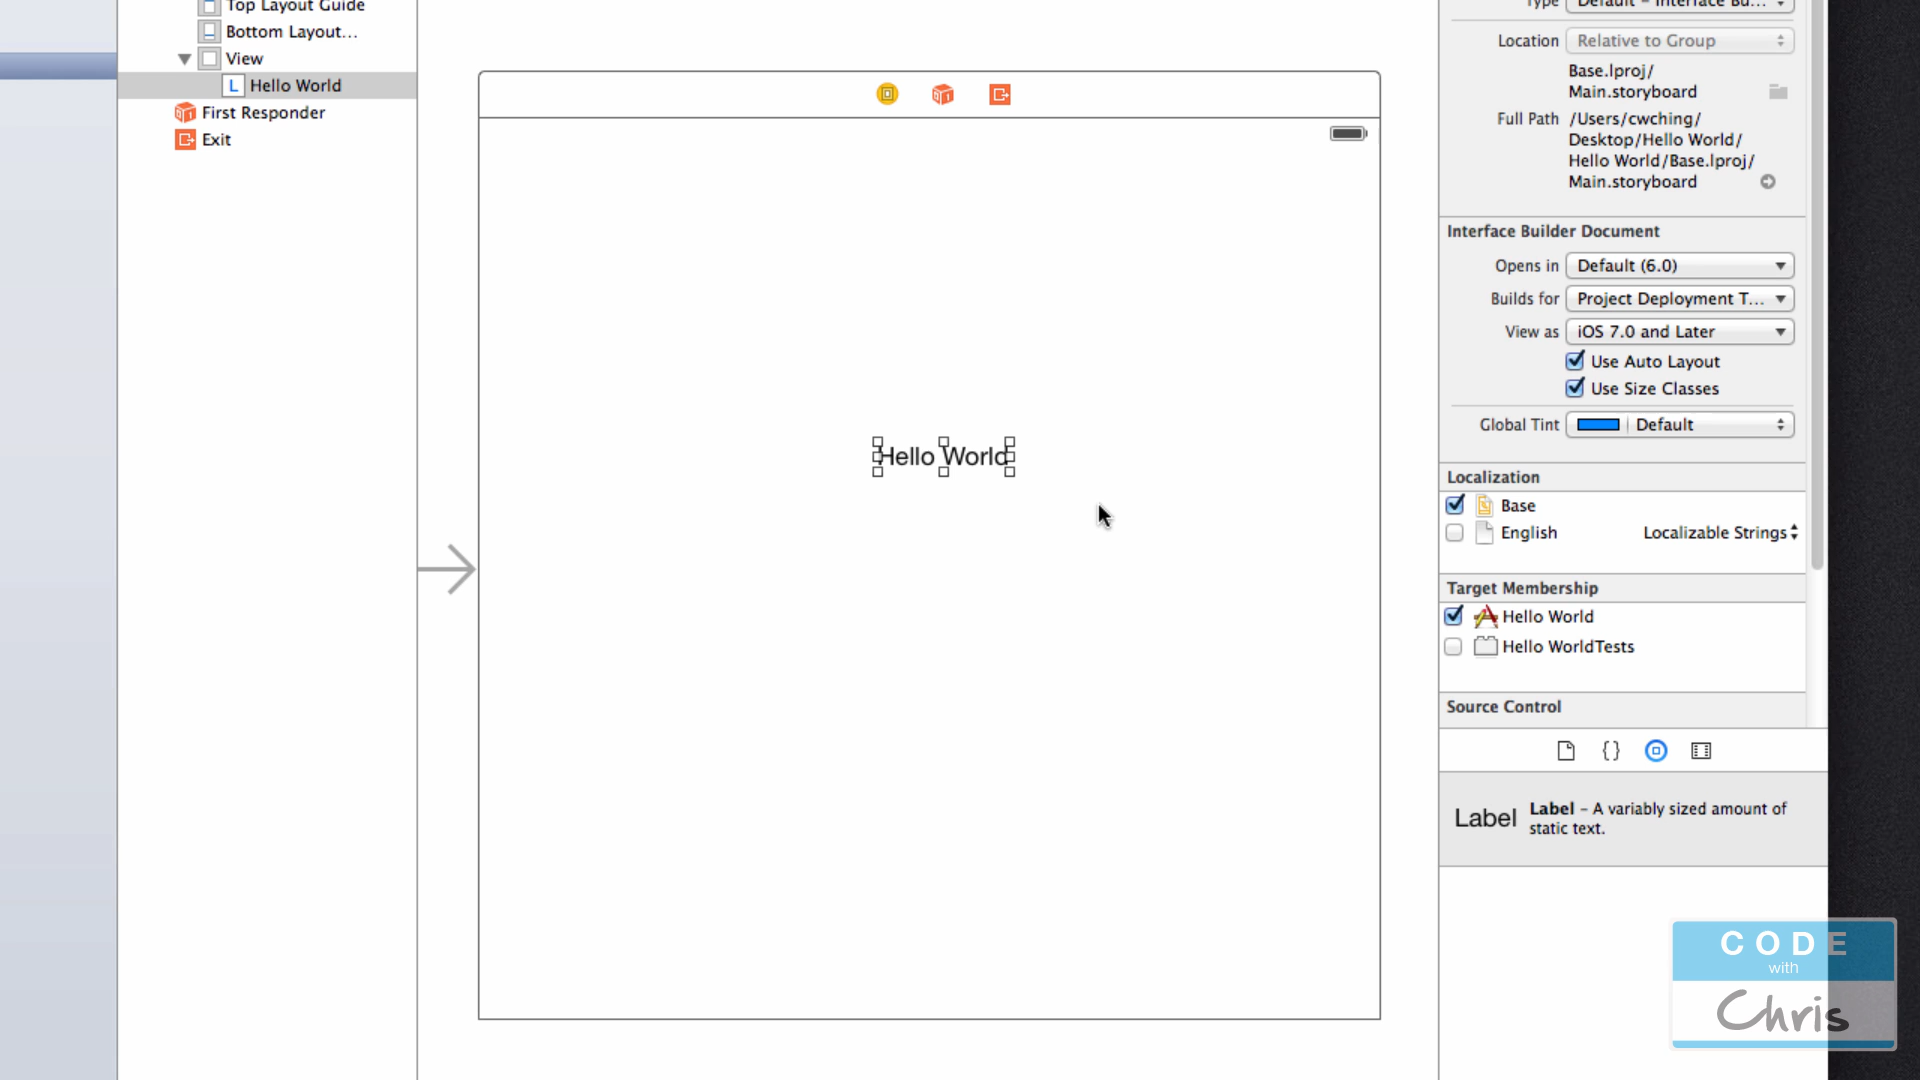 Top Layout Guide
Bottom Layout...
View
L Hello World
First Responder
Exit
Hello World
Type Default - Interface Bu...
Location Relative to Group
Base.lproj/
Main.storyboard
Full Path /Users/cwching/
Desktop/Hello World/
Hello World/Base.lproj/
Main.storyboard
Interface Builder Document
Opens in Default (6.0)
Builds for Project Deployment T...
View as iOS 7.0 and Later
Use Auto Layout
Use Size Classes
Global Tint Default
Localization
Base
English Localizable Strings
Target Membership
Hello World
Hello WorldTests
Source Control
{}
Label Label - A variably sized amount of
static text.
CODE
with
Chris